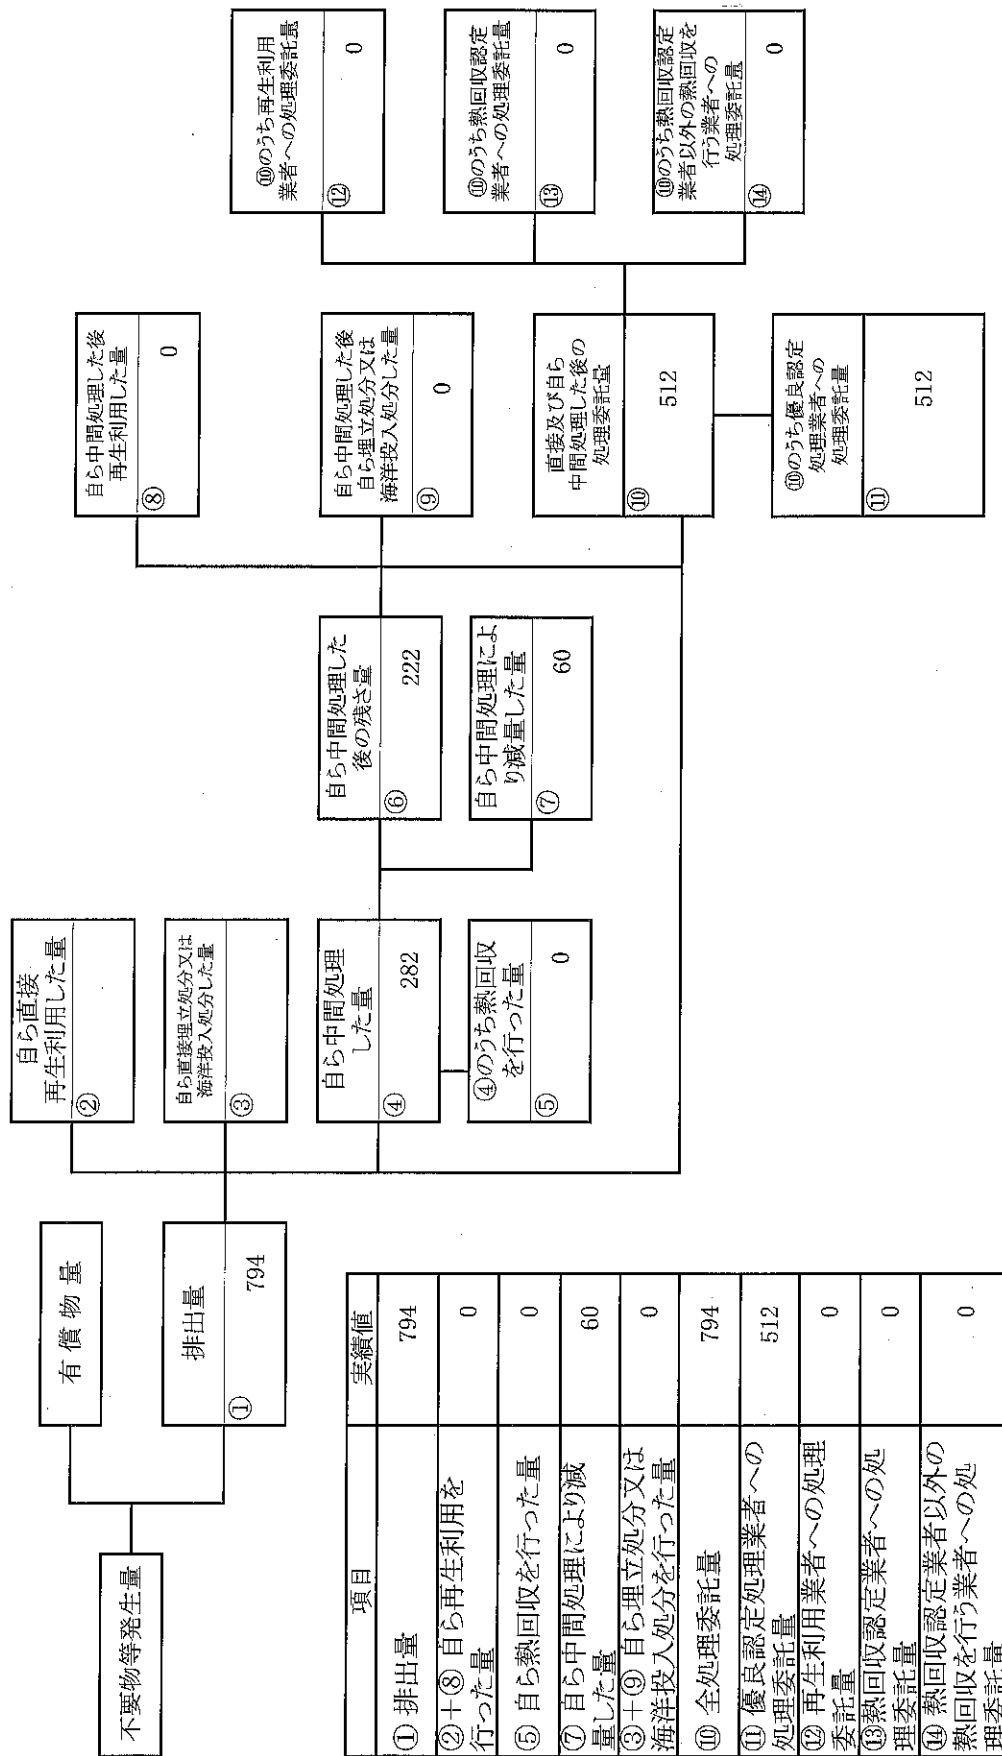 不要物等発生量
有償物量
排出量
①
794
自ら直接
再生利用した量
②
自ら直接埋立処分又は
海洋投入処分した量
③
自ら中間処理
した量
④
282
④のうち熱回収
を行った量
⑤
0
自ら中間処理した
後の残さ量
⑥
222
自ら中間処理によ
り減量した量
⑦
60
自ら中間処理した後
再生利用した量
⑧
0
自ら中間処理した後
自ら埋立処分又は
海洋投入処分した量
⑨
0
直接及び自ら
中間処理した後の
処理委託量
⑩
512
⑩のうち優良認定
処理業者への
処理委託量
⑪
512
⑩のうち再生利用
業者への処理委託量
⑫
0
⑩のうち熱回収認定
業者への処理委託量
⑬
0
⑩のうち熱回収認定
業者以外の熱回収を
行う業者への
処理委託量
⑭
0
項目 実績値
① 排出量 794
②+⑧ 自ら再生利用を
行った量 0
⑤ 自ら熱回収を行った量 0
⑦ 自ら中間処理により減
量した量 60
③+⑨ 自ら埋立処分又は
海洋投入処分を行った量 0
⑩ 全処理委託量 794
⑪ 優良認定処理業者への
処理委託量 512
⑫ 再生利用業者への処理
委託量 0
⑬熱回収認定業者への処
理委託量 0
⑭ 熱回収認定業者以外の
熱回収を行う業者への処
理委託量 0